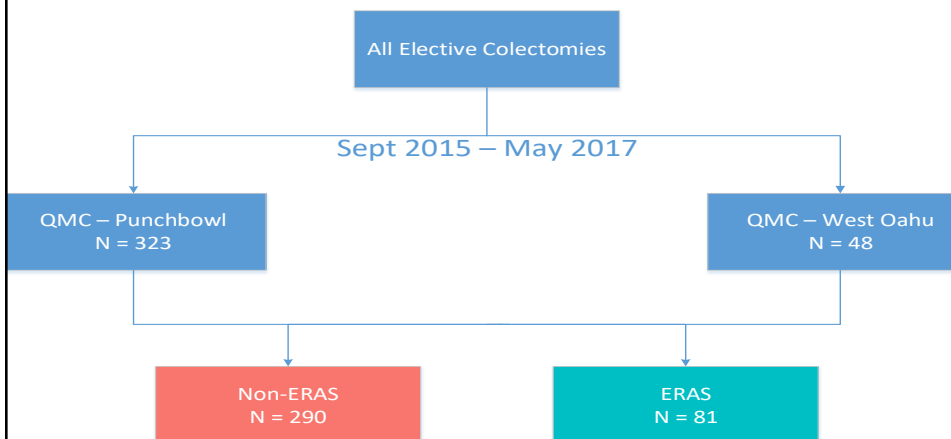 All Elective Colectomies
Sept 2015 – May 2017
QMC – Punchbowl
N = 323
QMC – West Oahu
N = 48
Non-ERAS
N = 290
ERAS
N = 81